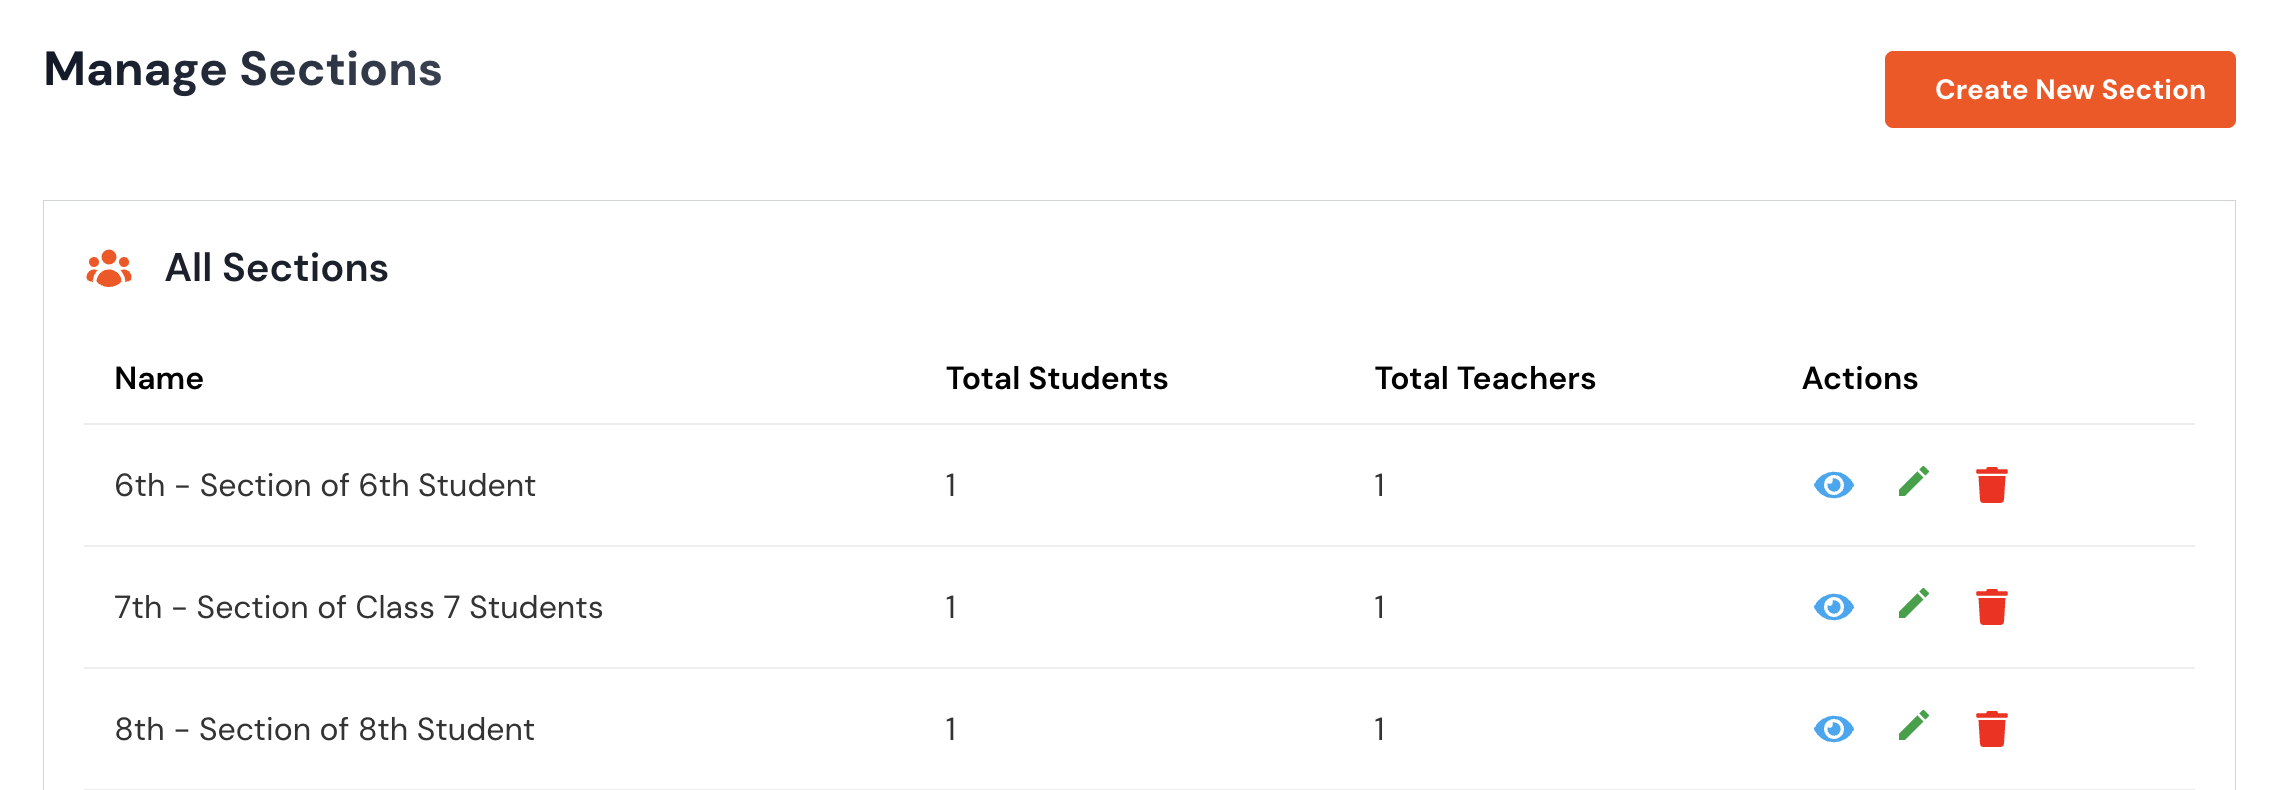 Manage Sections
Create New Section
All Sections
Name Total Students Total Teachers Actions
6th - Section of 6th Student 1 1
7th - Section of Class 7 Students 1 1
8th - Section of 8th Student 1 1